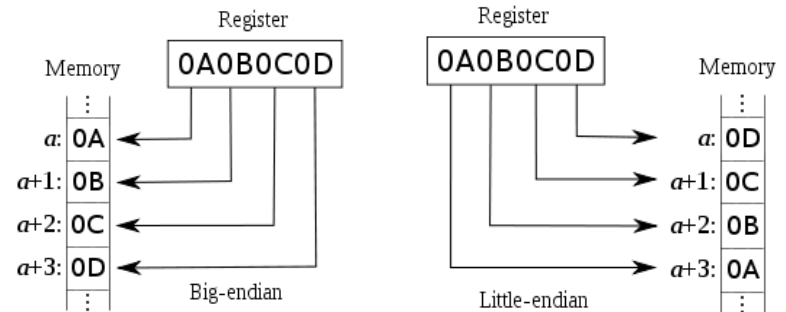 Register
0A0B0C0D
Memory
a: 0A
a+1: 0B
a+2: 0C
a+3: 0D
Big-endian
Register
0A0B0C0D
Memory
a: 0D
a+1: 0C
a+2: 0B
a+3: 0A
Little-endian